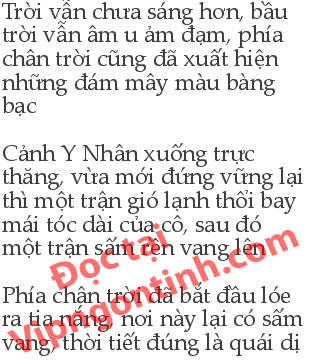 Trời vẫn chưa sáng hơn, bầu
trời vẫn âm u ảm đạm, phía
chân trời cũng đã xuất hiện
những đám mây màu bàng
bạc
Cảnh Y Nhân xuống trực
thăng, vừa mới đứng vững lại
thì một trận gió lạnh thổi bay
mái tóc dài của cô, sau đó
một trận sấm rền vang lên
Phía chân trời đã bắt đầu lóe
ra tia nắng, nơi này lại có sấm
vang, thời tiết đúng là quái dị
Đọc tại
Viptgontinh.com